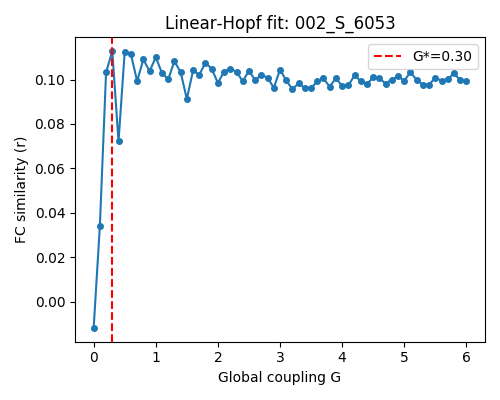 Linear-Hopf fit: 002_S_6053
G*=0.30
FC similarity (r)
0.10
0.08
0.06
0.04
0.02
0.00
0 1 2 3 4 5 6
Global coupling G